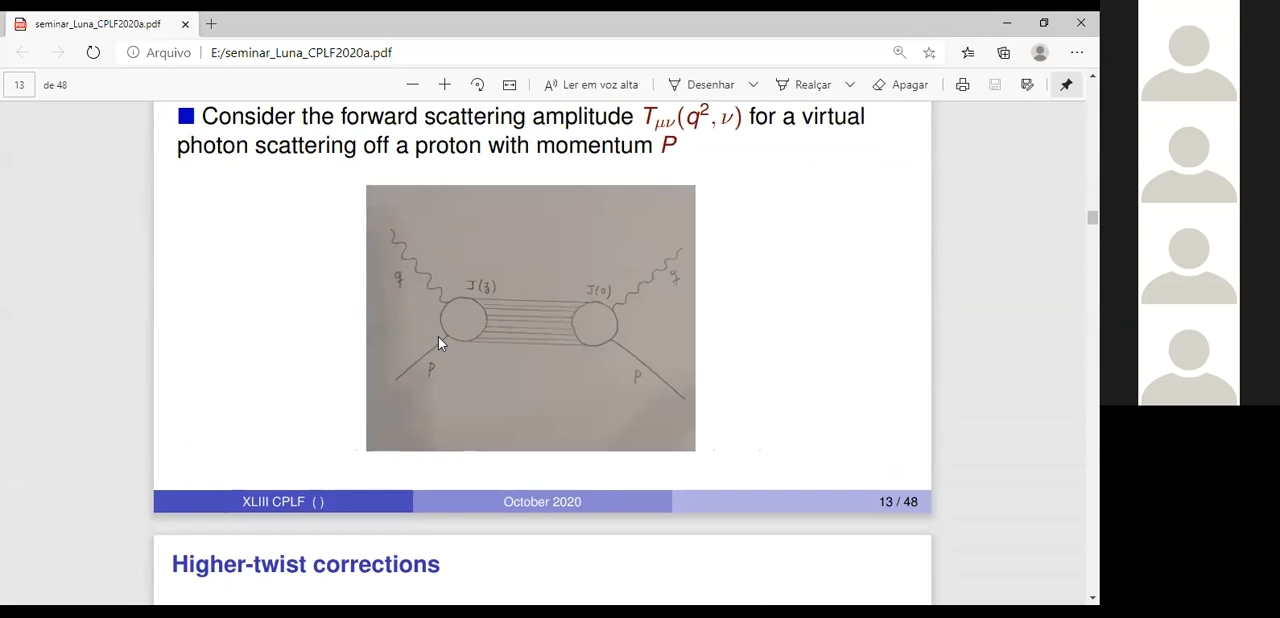 seminar_Luna_CPLF2020a.pdf
Arquivo
E:/seminar_Luna_CPLF2020a.pdf
13 de 48
Ler em voz alta
Desenhar
Realçar
Apagar
Consider the forward scattering amplitude Tμν(q², ν) for a virtual
photon scattering off a proton with momentum P
q J(z) J(0) q
p p
XLIII CPLF ( ) October 2020 13 / 48
Higher-twist corrections